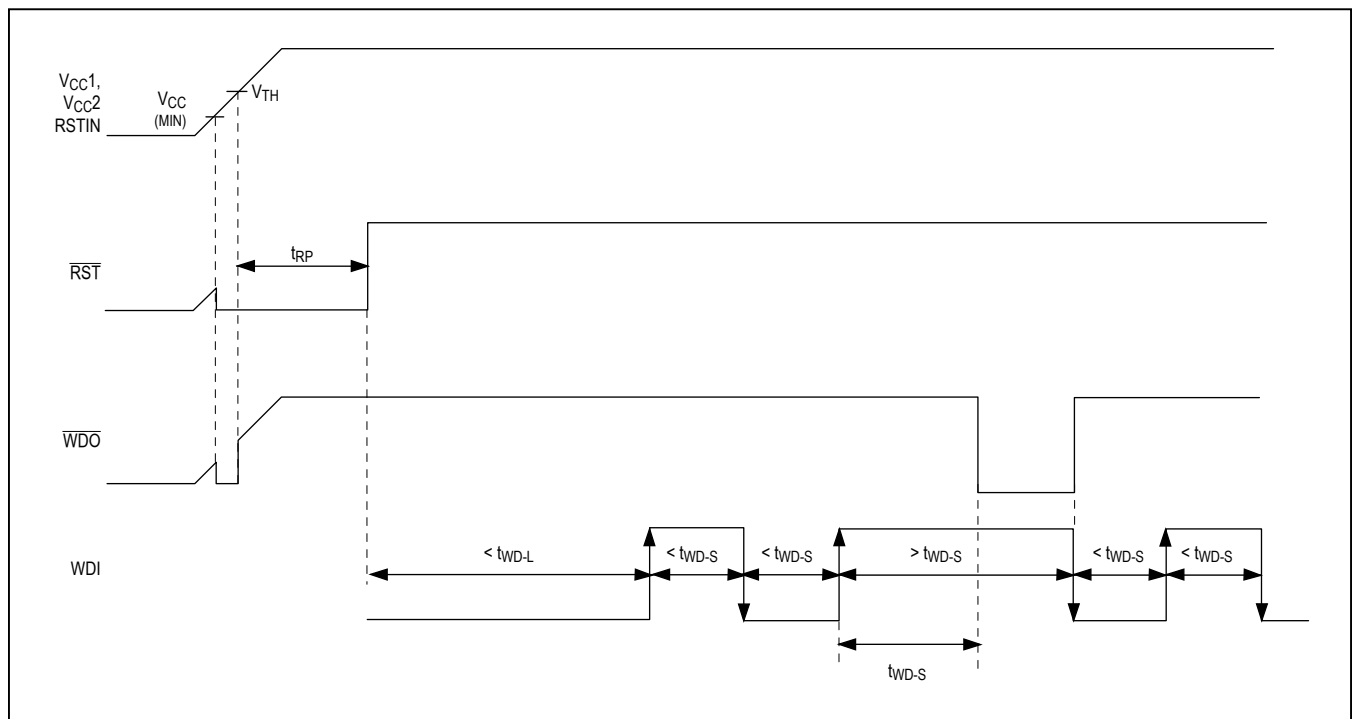 VCC1,
VCC2
RSTIN
VCC
(MIN)
VTH
RST
tRP
WDO
WDI
< tWD-L
< tWD-S
< tWD-S
> tWD-S
< tWD-S
< tWD-S
tWD-S